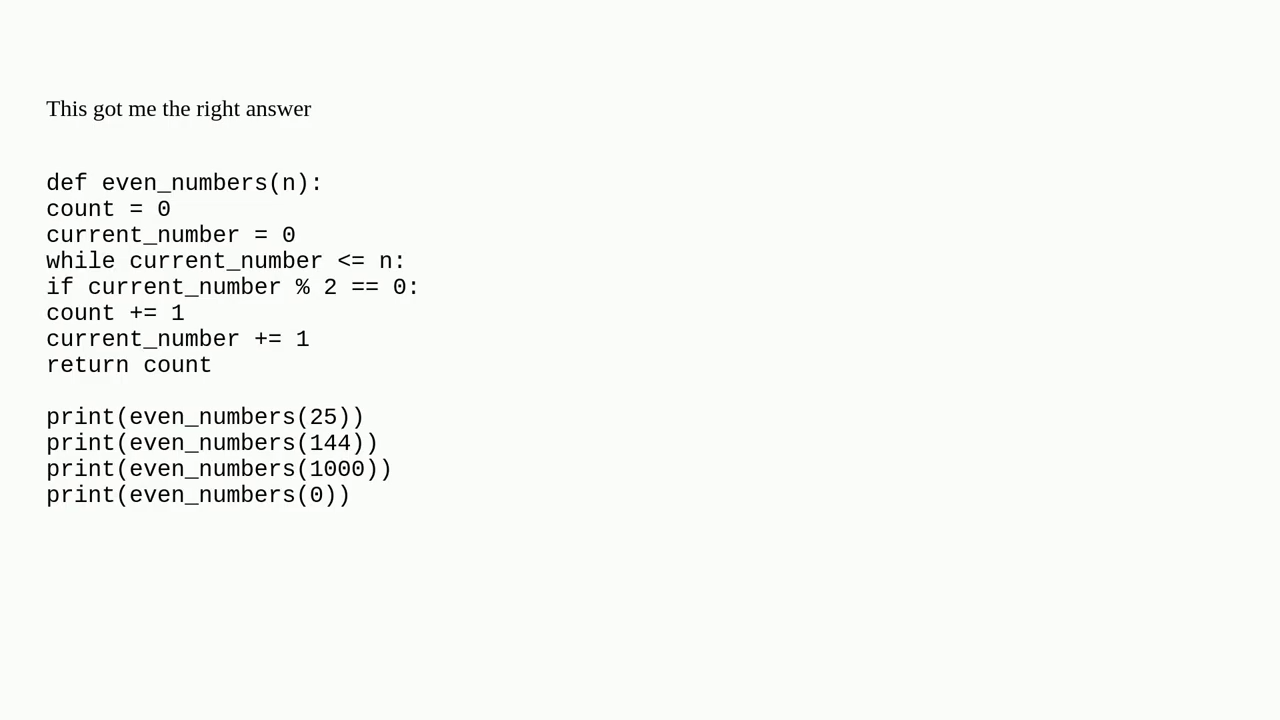 This got me the right answer
def even_numbers(n):
count = 0
current_number = 0
while current_number <= n:
if current_number % 2 == 0:
count += 1
current_number += 1
return count
print(even_numbers(25))
print(even_numbers(144))
print(even_numbers(1000))
print(even_numbers(0))